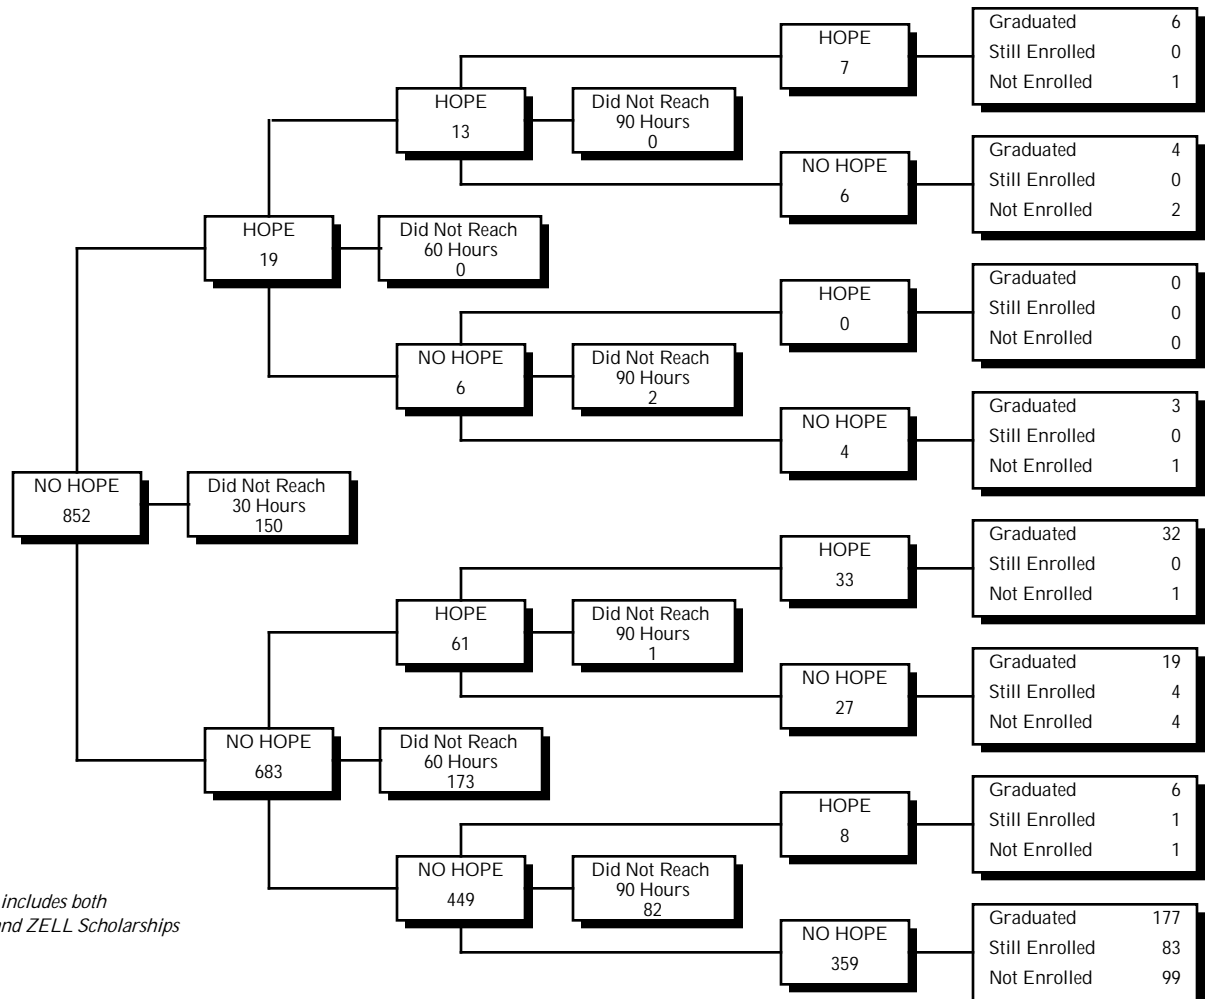 HOPE
7
Graduated 6
Still Enrolled 0
Not Enrolled 1
HOPE
13
Did Not Reach
90 Hours
0
NO HOPE
6
Graduated 4
Still Enrolled 0
Not Enrolled 2
HOPE
19
Did Not Reach
60 Hours
0
HOPE
0
Graduated 0
Still Enrolled 0
Not Enrolled 0
NO HOPE
6
Did Not Reach
90 Hours
2
NO HOPE
4
Graduated 3
Still Enrolled 0
Not Enrolled 1
NO HOPE
852
Did Not Reach
30 Hours
150
HOPE
33
Graduated 32
Still Enrolled 0
Not Enrolled 1
HOPE
61
Did Not Reach
90 Hours
1
NO HOPE
27
Graduated 19
Still Enrolled 4
Not Enrolled 4
NO HOPE
683
Did Not Reach
60 Hours
173
HOPE
8
Graduated 6
Still Enrolled 1
Not Enrolled 1
NO HOPE
449
Did Not Reach
90 Hours
82
NO HOPE
359
Graduated 177
Still Enrolled 83
Not Enrolled 99
includes both
nd ZELL Scholarships